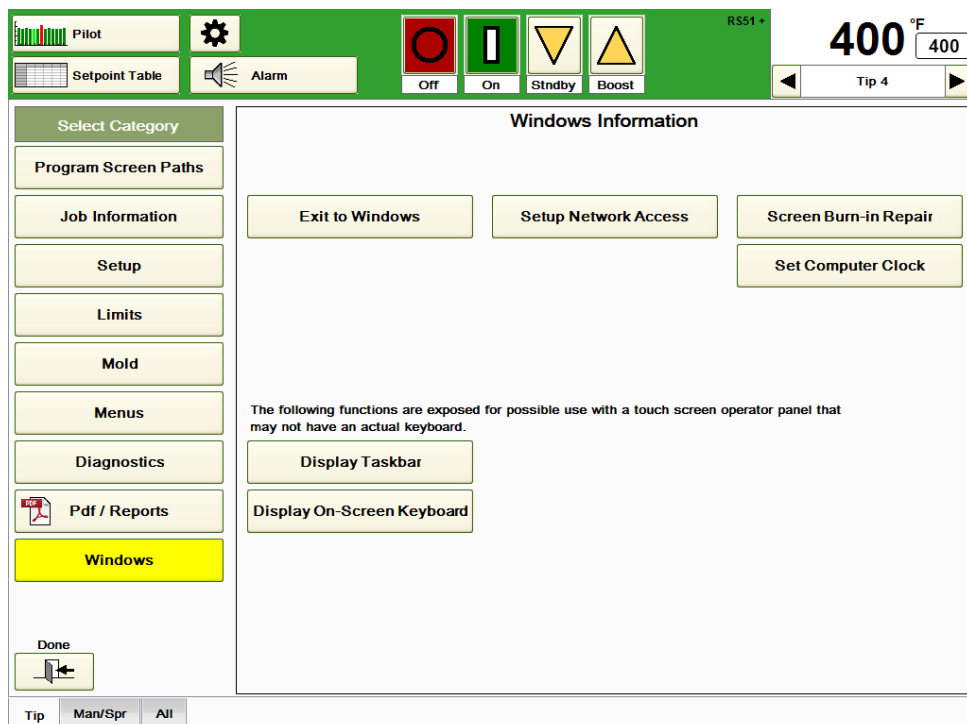 Pilot
RS51 +
400 °F
400
Setpoint Table
Alarm
Off
On
Stndby
Boost
Tip 4
Select Category
Program Screen Paths
Job Information
Setup
Limits
Mold
Menus
Diagnostics
PDF
Pdf / Reports
Windows
Done
Windows Information
Exit to Windows
Setup Network Access
Screen Burn-in Repair
Set Computer Clock
The following functions are exposed for possible use with a touch screen operator panel that
may not have an actual keyboard.
Display Taskbar
Display On-Screen Keyboard
Tip
Man/Spr
All